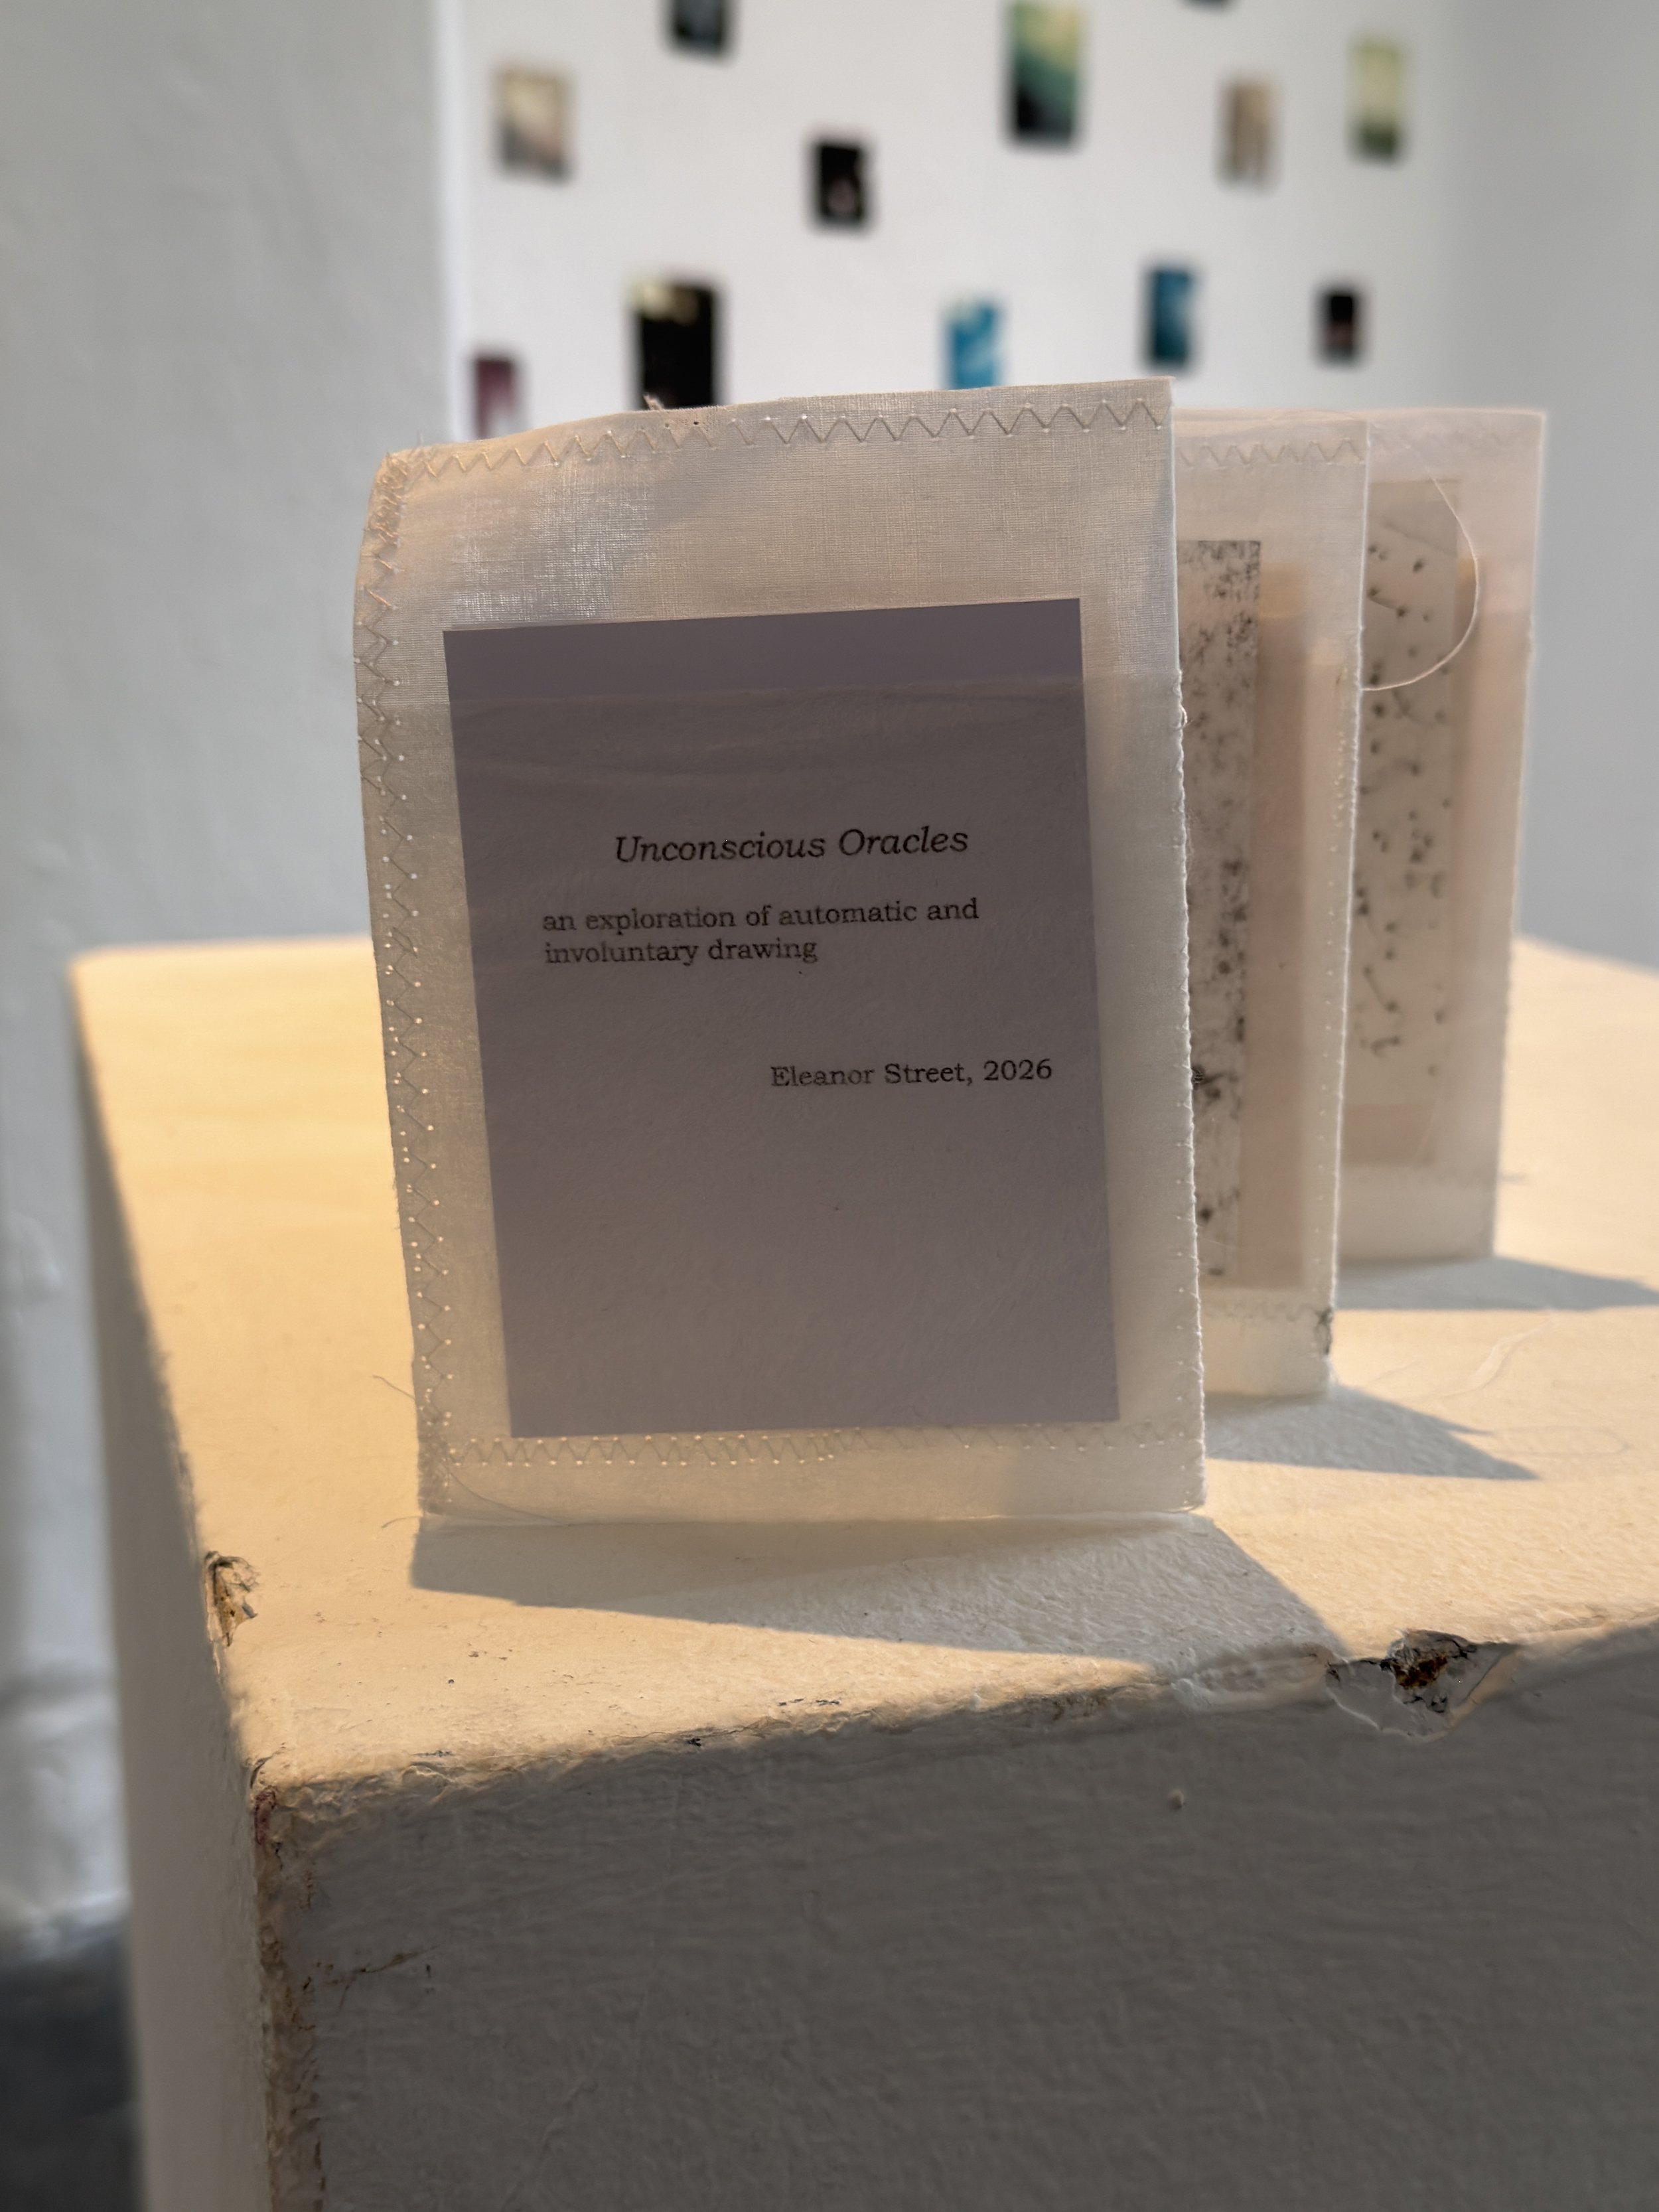 Unconscious Oracles
an exploration of automatic and
involuntary drawing
Eleanor Street, 2026